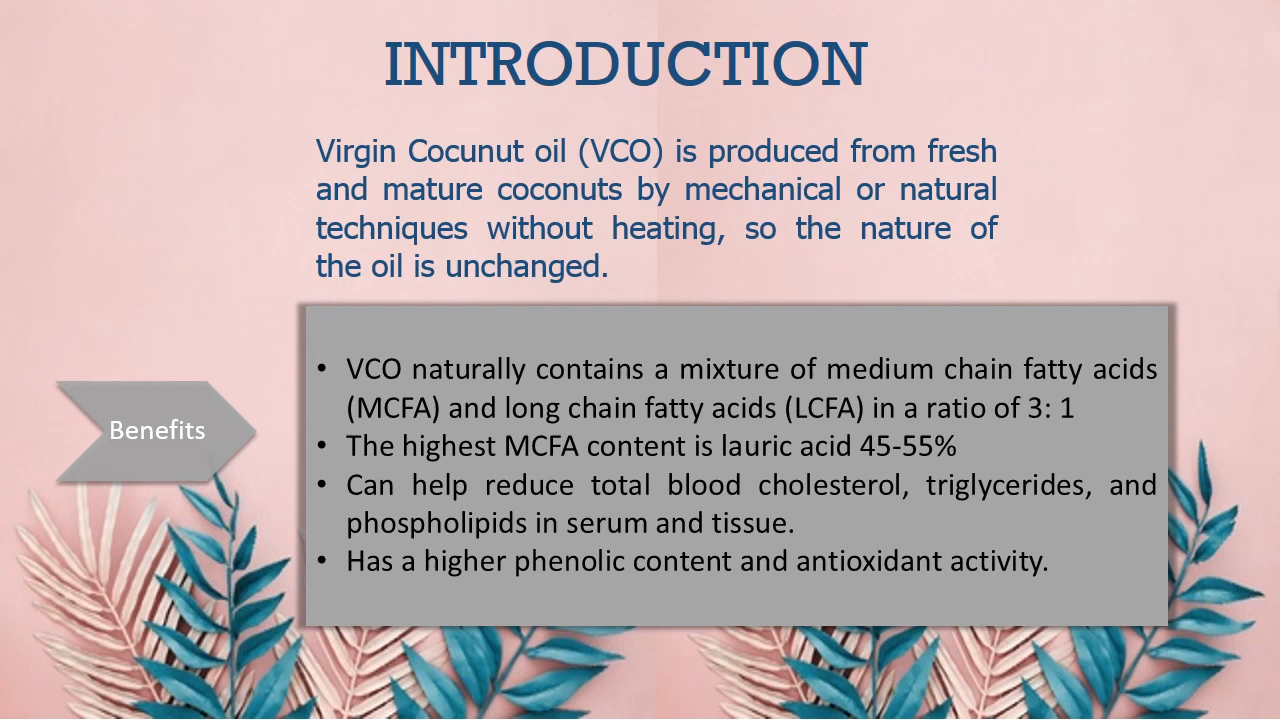 INTRODUCTION
Virgin Cocunut oil (VCO) is produced from fresh
and mature coconuts by mechanical or natural
techniques without heating, so the nature of
the oil is unchanged.
Benefits
• VCO naturally contains a mixture of medium chain fatty acids
(MCFA) and long chain fatty acids (LCFA) in a ratio of 3: 1
• The highest MCFA content is lauric acid 45-55%
• Can help reduce total blood cholesterol, triglycerides, and
phospholipids in serum and tissue.
• Has a higher phenolic content and antioxidant activity.